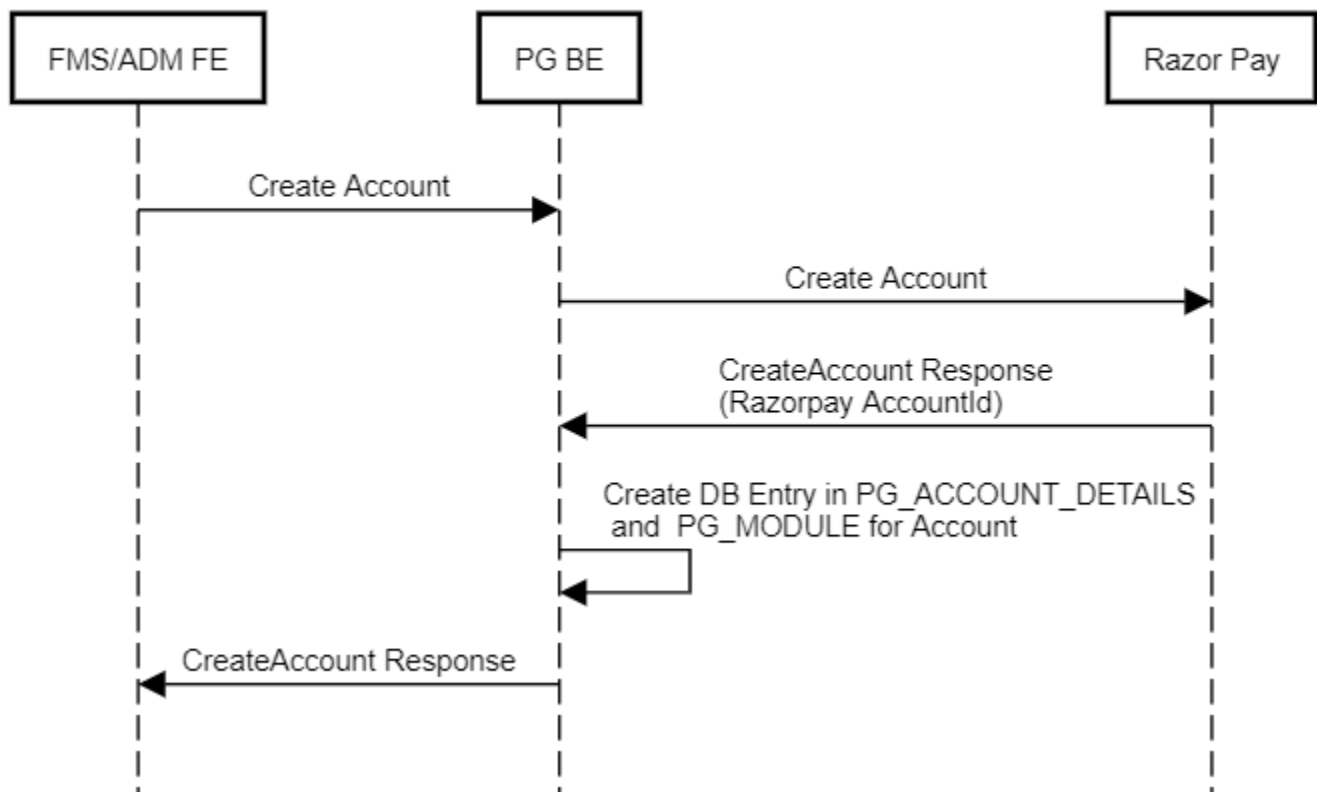 FMS/ADM FE
PG BE
Razor Pay
Create Account
Create Account
CreateAccount Response
(Razorpay AccountId)
Create DB Entry in PG_ACCOUNT_DETAILS
and  PG_MODULE for Account
CreateAccount Response